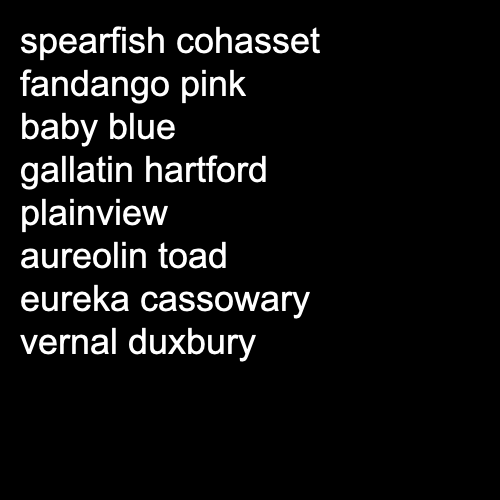 spearfish cohasset
fandango pink
baby blue
gallatin hartford
plainview
aureolin toad
eureka cassowary
vernal duxbury